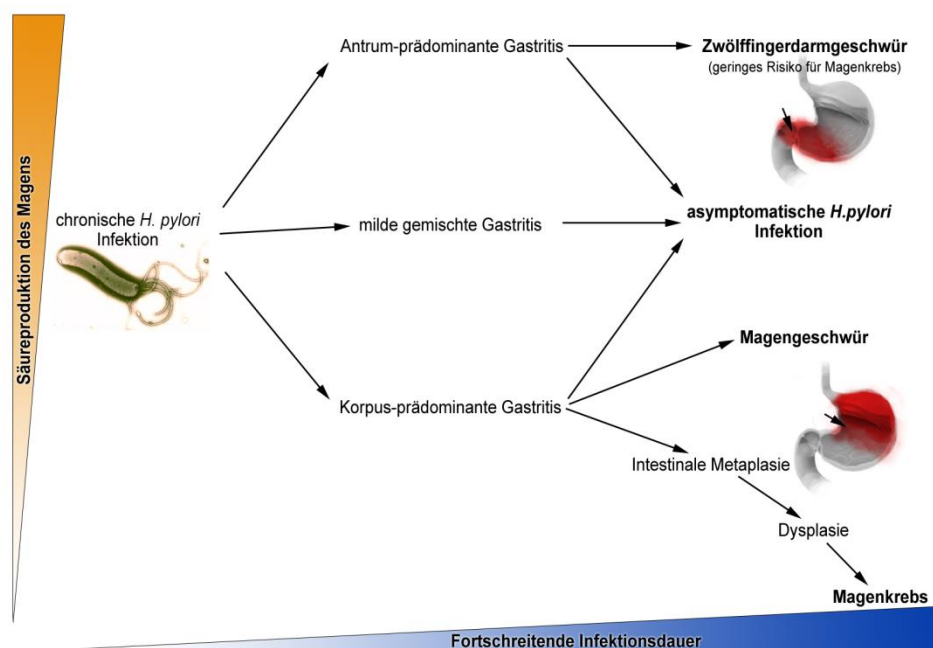 Säureproduktion des Magens
Antrum-prädominante Gastritis
Zwölffingerdarmgeschwür
(geringes Risiko für Magenkrebs)
chronische H. pylori
Infektion
milde gemischte Gastritis
asymptomatische H.pylori
Infektion
Magengeschwür
Korpus-prädominante Gastritis
Intestinale Metaplasie
Dysplasie
Magenkrebs
Fortschreitende Infektionsdauer